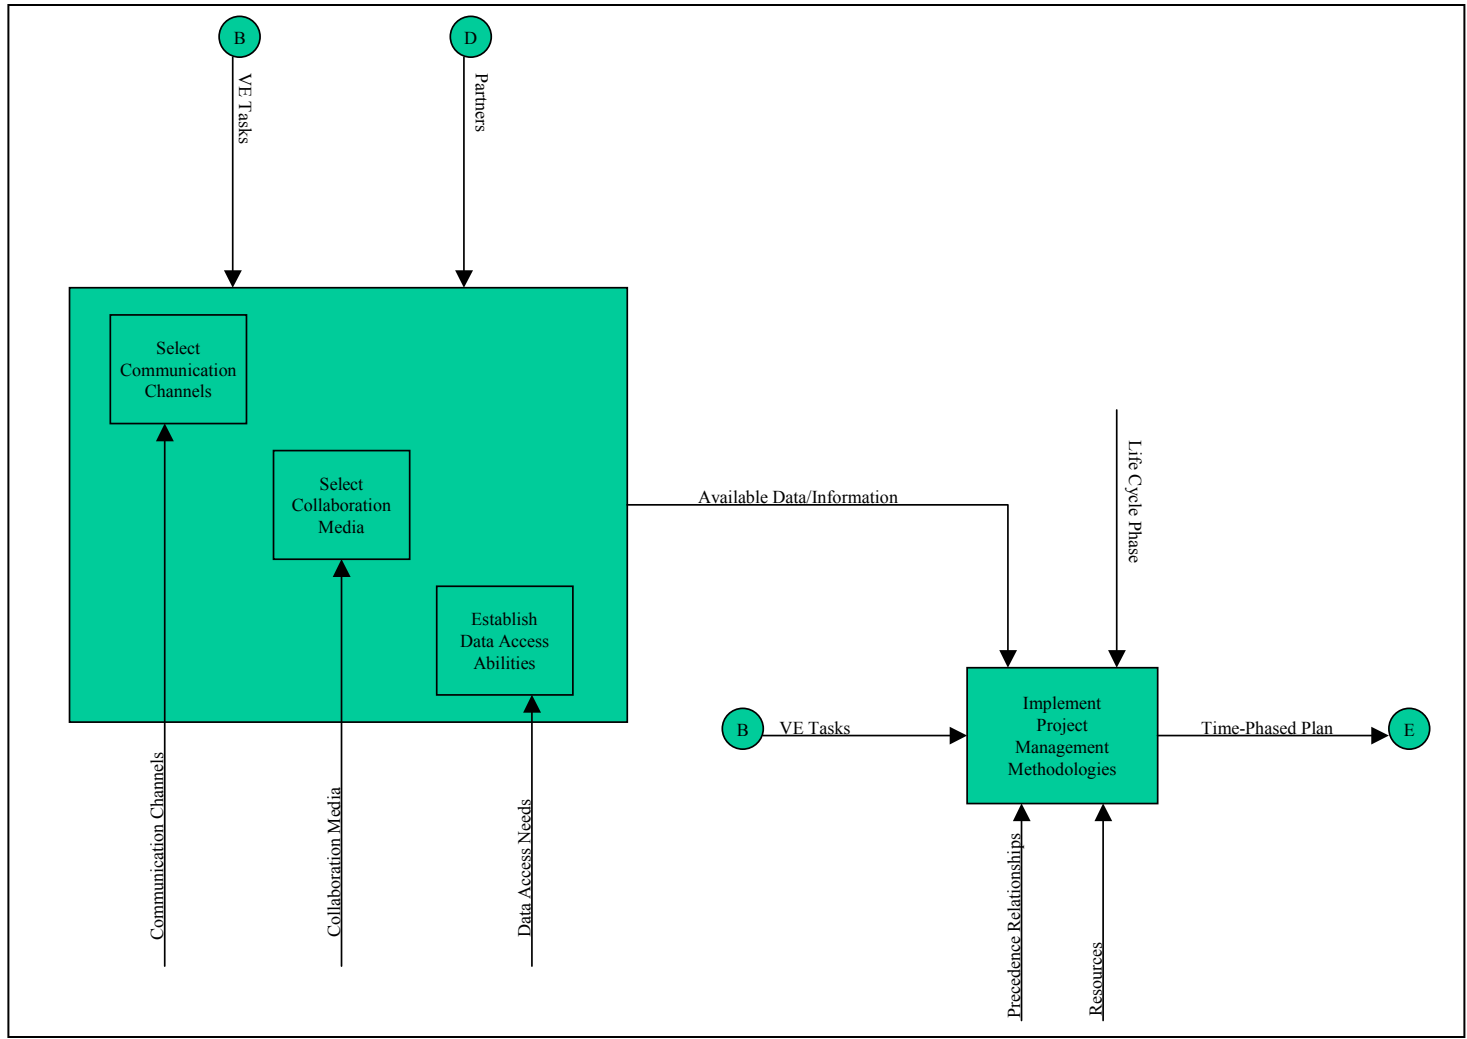 B
D
VE Tasks
Partners
Select
Communication
Channels
Select
Collaboration
Media
Establish
Data Access
Abilities
Available Data/Information
Life Cycle Phase
B
VE Tasks
Implement
Project
Management
Methodologies
Time-Phased Plan
E
Communication Channels
Collaboration Media
Data Access Needs
Precedence Relationships
Resources